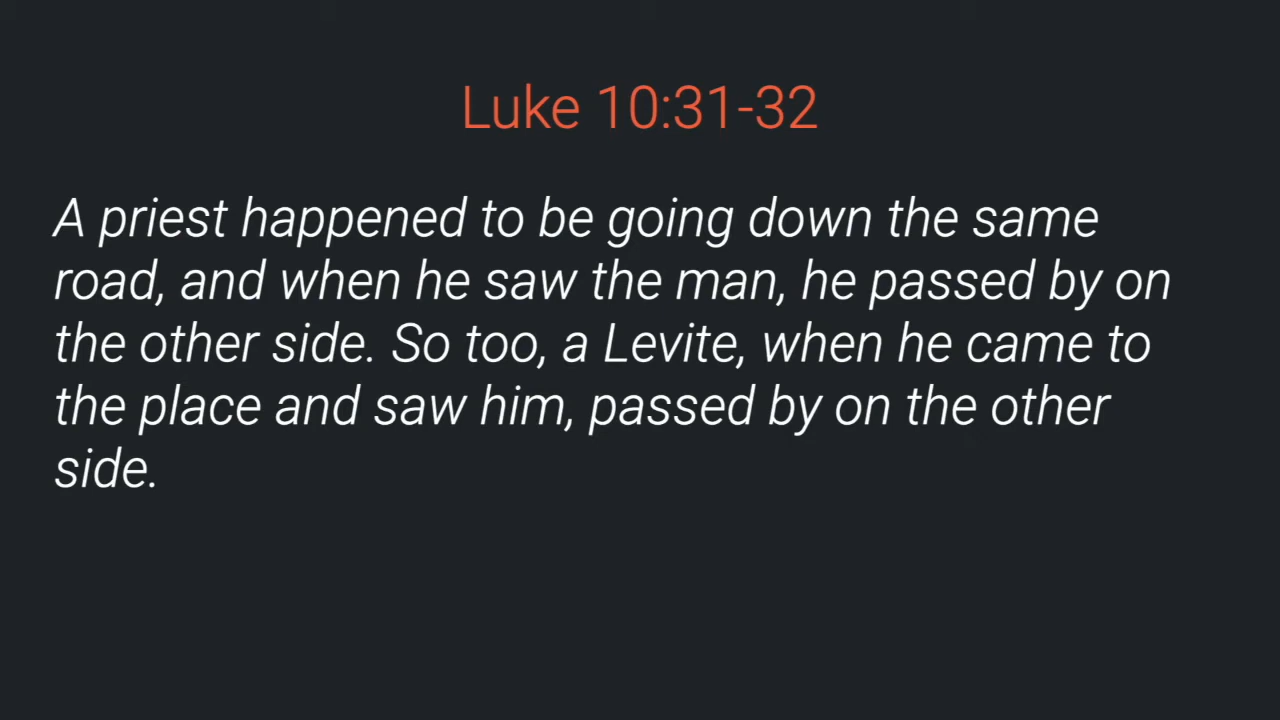 Luke 10:31-32
A priest happened to be going down the same
road, and when he saw the man, he passed by on
the other side. So too, a Levite, when he came to
the place and saw him, passed by on the other
side.